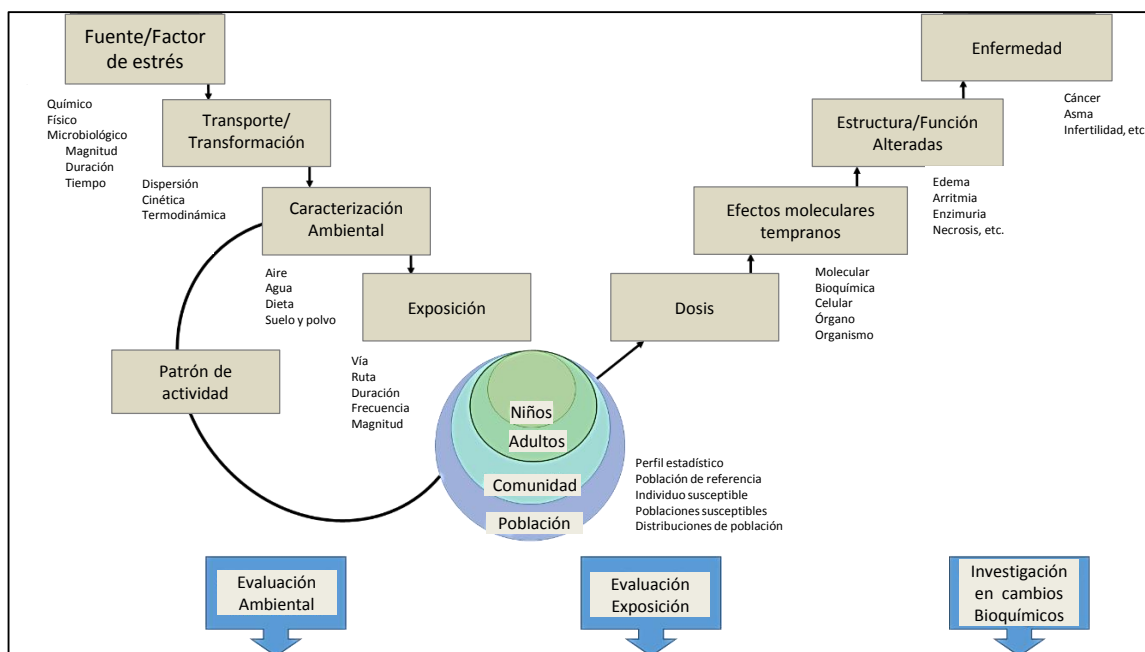 Fuente/Factor
de estrés
Químico
Físico
Microbiológico
Magnitud
Duración
Tiempo
Transporte/
Transformación
Dispersión
Cinética
Termodinámica
Caracterización
Ambiental
Aire
Agua
Dieta
Suelo y polvo
Exposición
Vía
Ruta
Duración
Frecuencia
Magnitud
Patrón de
actividad
Niños
Adultos
Comunidad
Población
Perfil estadístico
Población de referencia
Individuo susceptible
Poblaciones susceptibles
Distribuciones de población
Dosis
Efectos moleculares
tempranos
Molecular
Bioquímica
Celular
Órgano
Organismo
Estructura/Función
Alteradas
Edema
Arritmia
Enzimuria
Necrosis, etc.
Enfermedad
Cáncer
Asma
Infertilidad, etc
Evaluación
Ambiental
Evaluación
Exposición
Investigación
en cambios
Bioquímicos